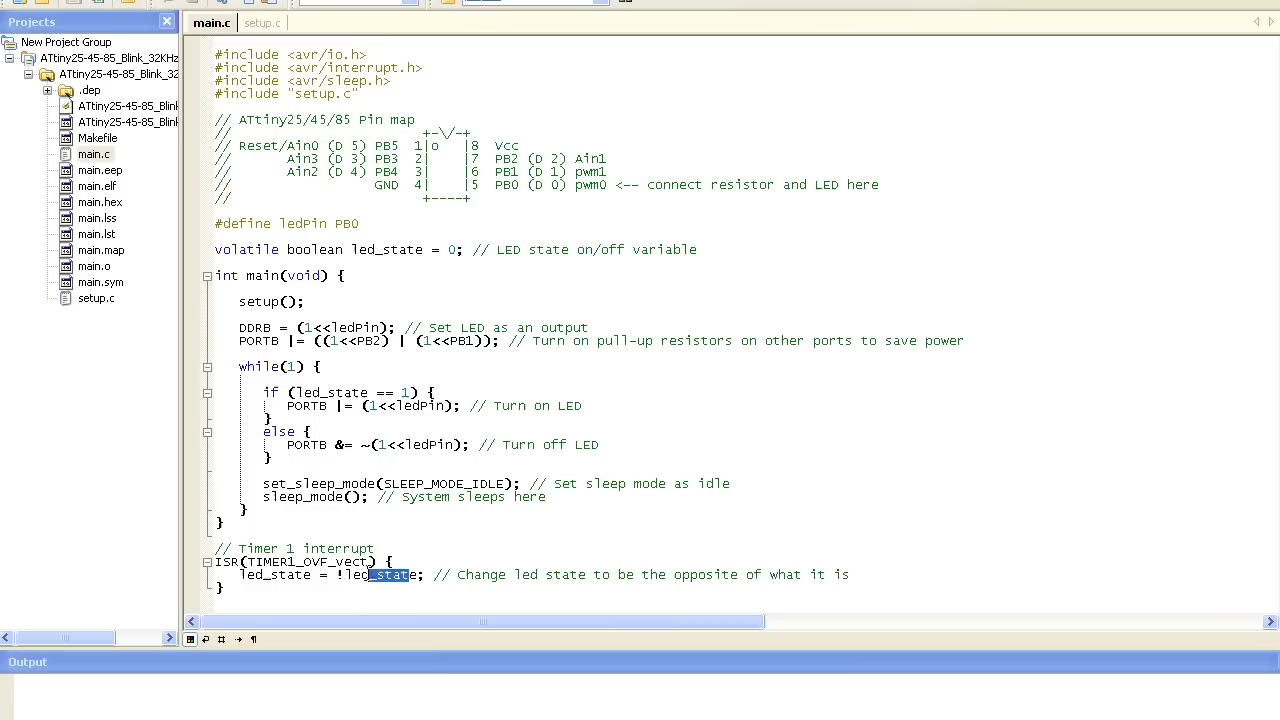 Projects
New Project Group
ATtiny25-45-85_Blink_32KHz
ATtiny25-45-85_Blink_32
.dep
ATtiny25-45-85_Blink
ATtiny25-45-85_Blink
Makefile
main.c
main.eep
main.elf
main.hex
main.lss
main.lst
main.map
main.o
main.sym
setup.c
main.c setup.c
#include <avr/io.h>
#include <avr/interrupt.h>
#include <avr/sleep.h>
#include "setup.c"
// ATtiny25/45/85 Pin map
// +-\/-+
// Reset/Ain0 (D 5) PB5 1|o |8 Vcc
// Ain3 (D 3) PB3 2| |7 PB2 (D 2) Ain1
// Ain2 (D 4) PB4 3| |6 PB1 (D 1) pwm1
// GND 4| |5 PB0 (D 0) pwm0 <-- connect resistor and LED here
// +----+
#define ledPin PB0
volatile boolean led_state = 0; // LED state on/off variable
int main(void) {
setup();
DDRB = (1<<ledPin); // Set LED as an output
PORTB |= ((1<<PB2) | (1<<PB1)); // Turn on pull-up resistors on other ports to save power
while(1) {
if (led_state == 1) {
PORTB |= (1<<ledPin); // Turn on LED
}
else {
PORTB &= ~(1<<ledPin); // Turn off LED
}
set_sleep_mode(SLEEP_MODE_IDLE); // Set sleep mode as idle
sleep_mode(); // System sleeps here
}
}
// Timer 1 interrupt
ISR(TIMER1_OVF_vect) {
led_state = !led_state; // Change led state to be the opposite of what it is
}
Output